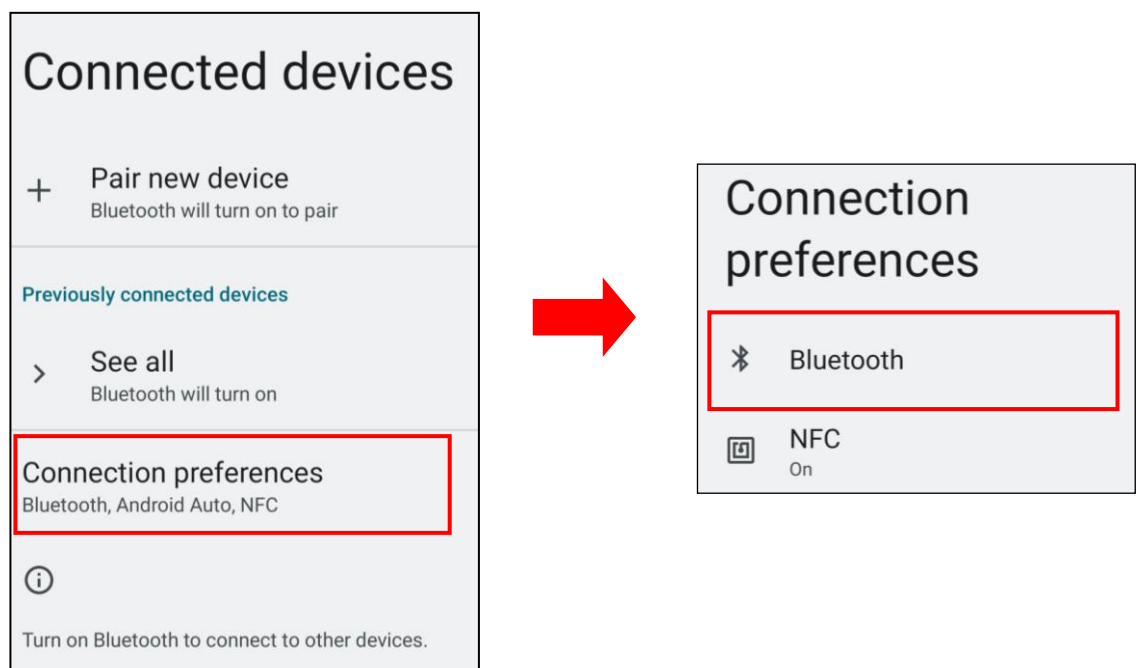 Connected devices
Pair new device
Bluetooth will turn on to pair
Previously connected devices
See all
Bluetooth will turn on
Connection preferences
Bluetooth, Android Auto, NFC
Turn on Bluetooth to connect to other devices.
Connection
preferences
Bluetooth
NFC
On